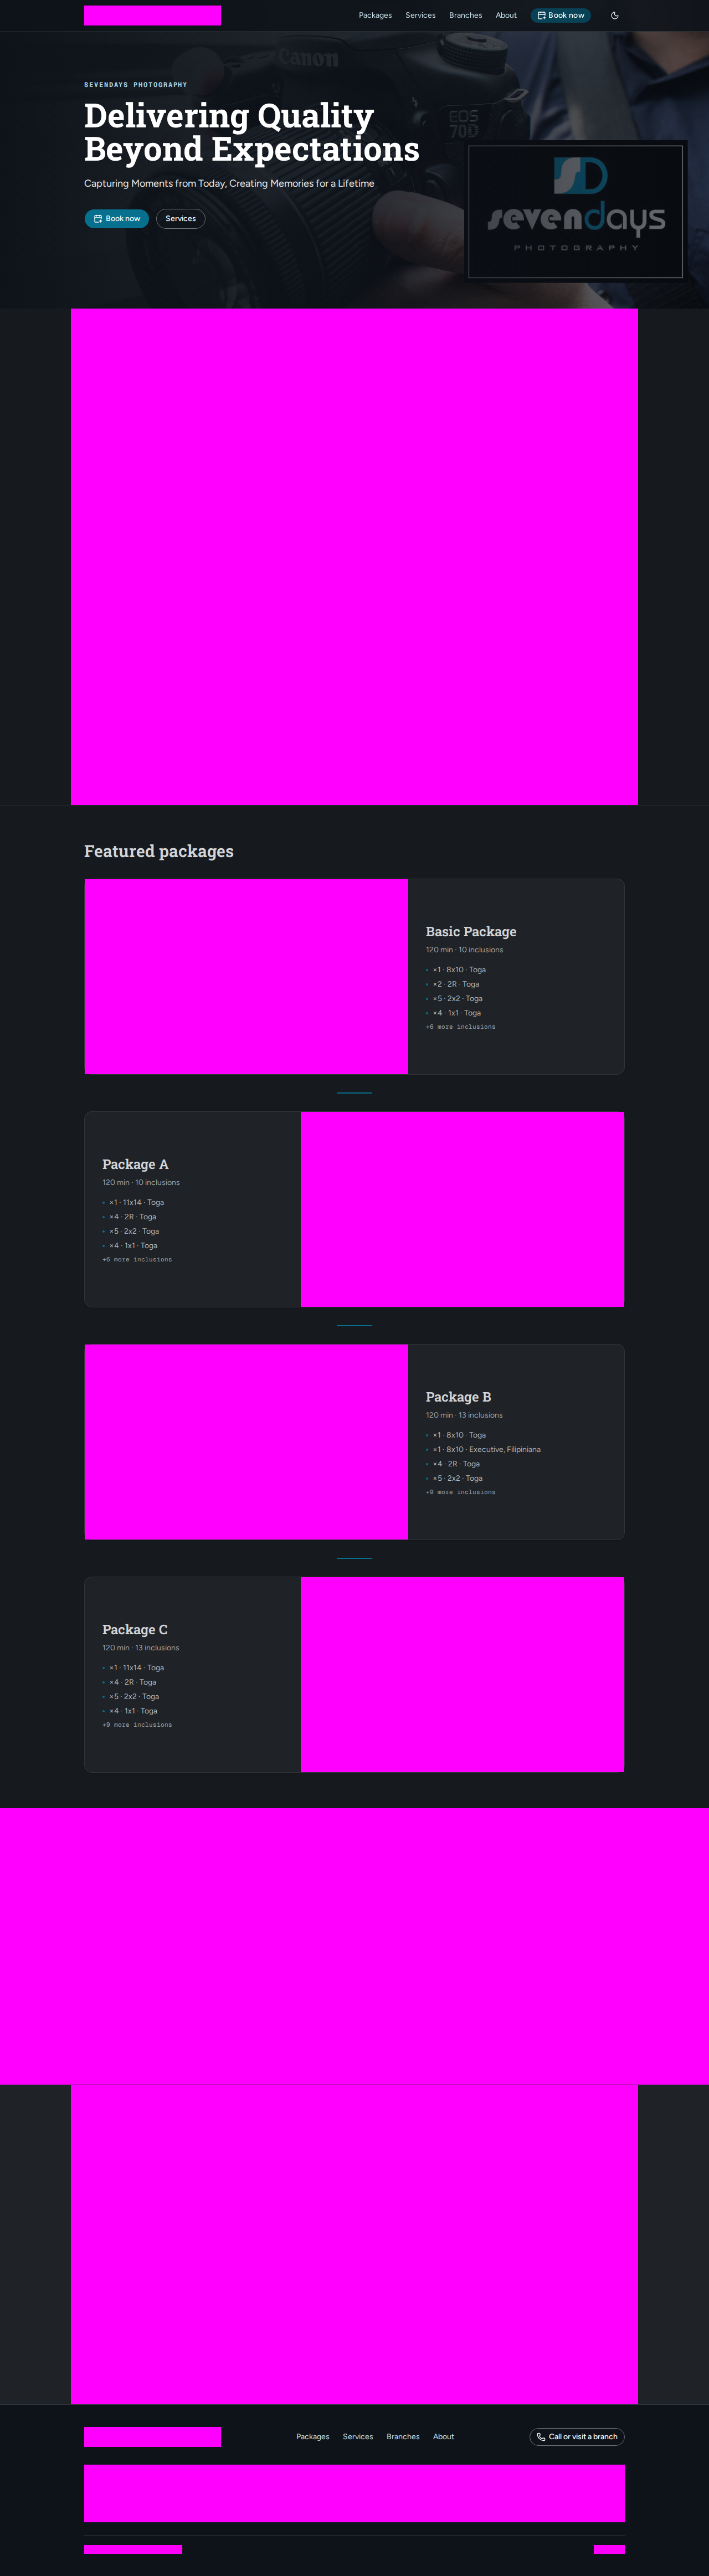 Packages
Services
Branches
About
Book now
Canon
EOS
70D
SEVENDAYS PHOTOGRAPHY
Delivering Quality
Beyond Expectations
Capturing Moments from Today, Creating Memories for a Lifetime
Book now
Services
SD
sevendays
PHOTOGRAPHY
Featured packages
Basic Package
120 min · 10 inclusions
×1 · 8x10 · Toga
×2 · 2R · Toga
×5 · 2x2 · Toga
×4 · 1x1 · Toga
+6 more inclusions
Package A
120 min · 10 inclusions
×1 · 11x14 · Toga
×4 · 2R · Toga
×5 · 2x2 · Toga
×4 · 1x1 · Toga
+6 more inclusions
Package B
120 min · 13 inclusions
×1 · 8x10 · Toga
×1 · 8x10 · Executive, Filipiniana
×4 · 2R · Toga
×5 · 2x2 · Toga
+9 more inclusions
Package C
120 min · 13 inclusions
×1 · 11x14 · Toga
×4 · 2R · Toga
×5 · 2x2 · Toga
×4 · 1x1 · Toga
+9 more inclusions
Packages
Services
Branches
About
Call or visit a branch